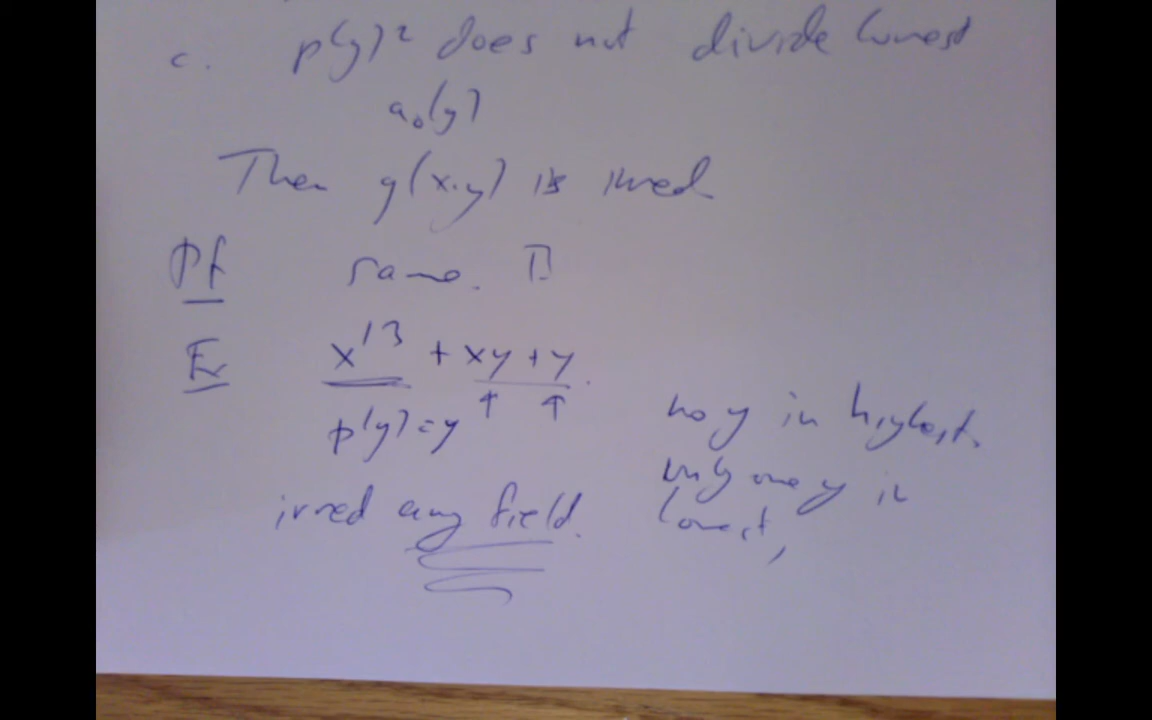 c. p(y)² does not divide lowest
a₀(y)
Then g(x,y) is irred
Pf same. □
Ex x¹³ + xy + y.
↑ ↑
p(y) = y
no y in highest.
only one y in
lowest,
irred any field.